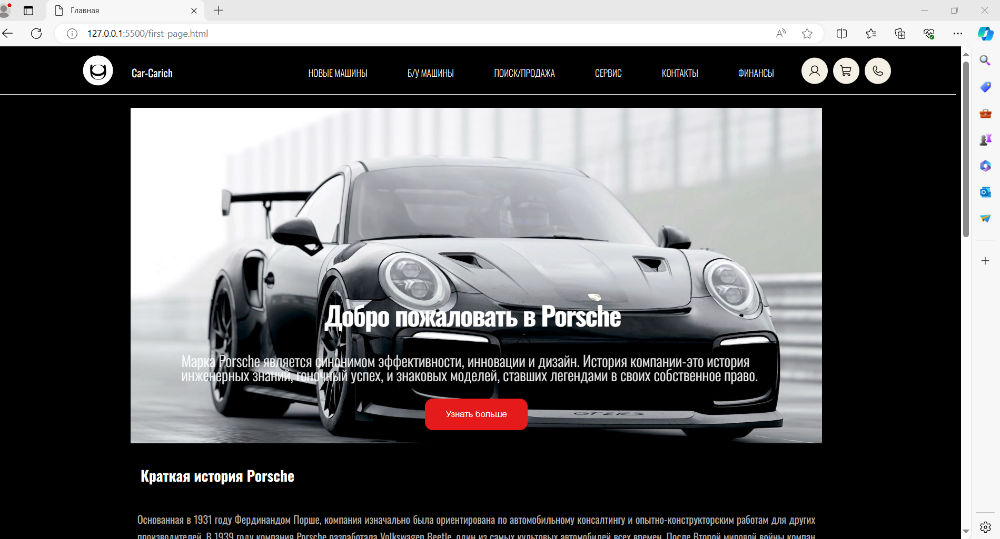 Главная
127.0.0.1:5500/first-page.html
Car-Carich
НОВЫЕ МАШИНЫ
Б/У МАШИНЫ
ПОИСК/ПРОДАЖА
СЕРВИС
КОНТАКТЫ
ФИНАНСЫ
Добро пожаловать в Porsche
Марка Porsche является синонимом эффективности, инновации и дизайн. История компании-это история
инженерных знаний, гоночный успех, и знаковых моделей, ставших легендами в своих собственное право.
GT2RS
Узнать больше
Краткая история Porsche
Основанная в 1931 году Фердинандом Порше, компания изначально была ориентирована по автомобильному консалтингу и опытно-конструкторским работам для других
производителей. В 1939 году компания Porsche разработала Volkswagen Beetle, один из самых культовых автомобилей всех времен. После Второй мировой войны компан